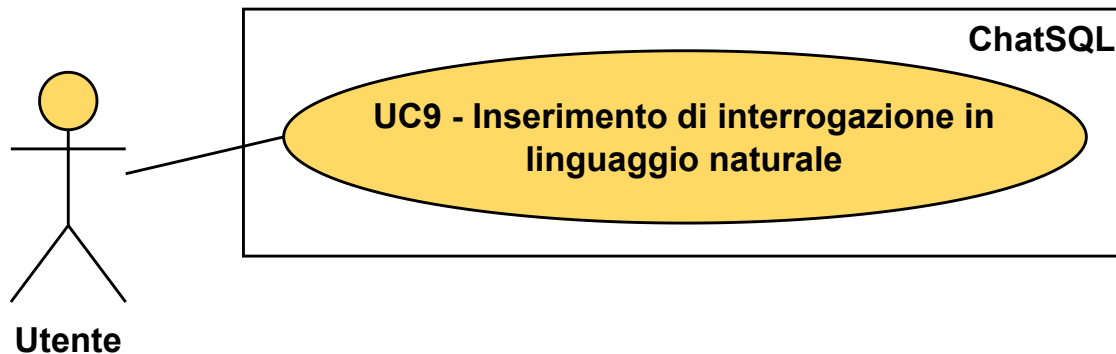 ChatSQL
UC9 - Inserimento di interrogazione in
linguaggio naturale
Utente